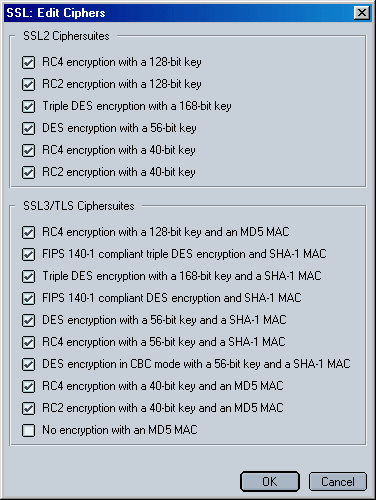 SSL: Edit Ciphers
SSL2 Ciphersuites
RC4 encryption with a 128-bit key
RC2 encryption with a 128-bit key
Triple DES encryption with a 168-bit key
DES encryption with a 56-bit key
RC4 encryption with a 40-bit key
RC2 encryption with a 40-bit key
SSL3/TLS Ciphersuites
RC4 encryption with a 128-bit key and an MD5 MAC
FIPS 140-1 compliant triple DES encryption and SHA-1 MAC
Triple DES encryption with a 168-bit key and a SHA-1 MAC
FIPS 140-1 compliant DES encryption and SHA-1 MAC
DES encryption with a 56-bit key and a SHA-1 MAC
RC4 encryption with a 56-bit key and a SHA-1 MAC
DES encryption in CBC mode with a 56-bit key and a SHA-1 MAC
RC4 encryption with a 40-bit key and an MD5 MAC
RC2 encryption with a 40-bit key and an MD5 MAC
No encryption with an MD5 MAC
OK Cancel